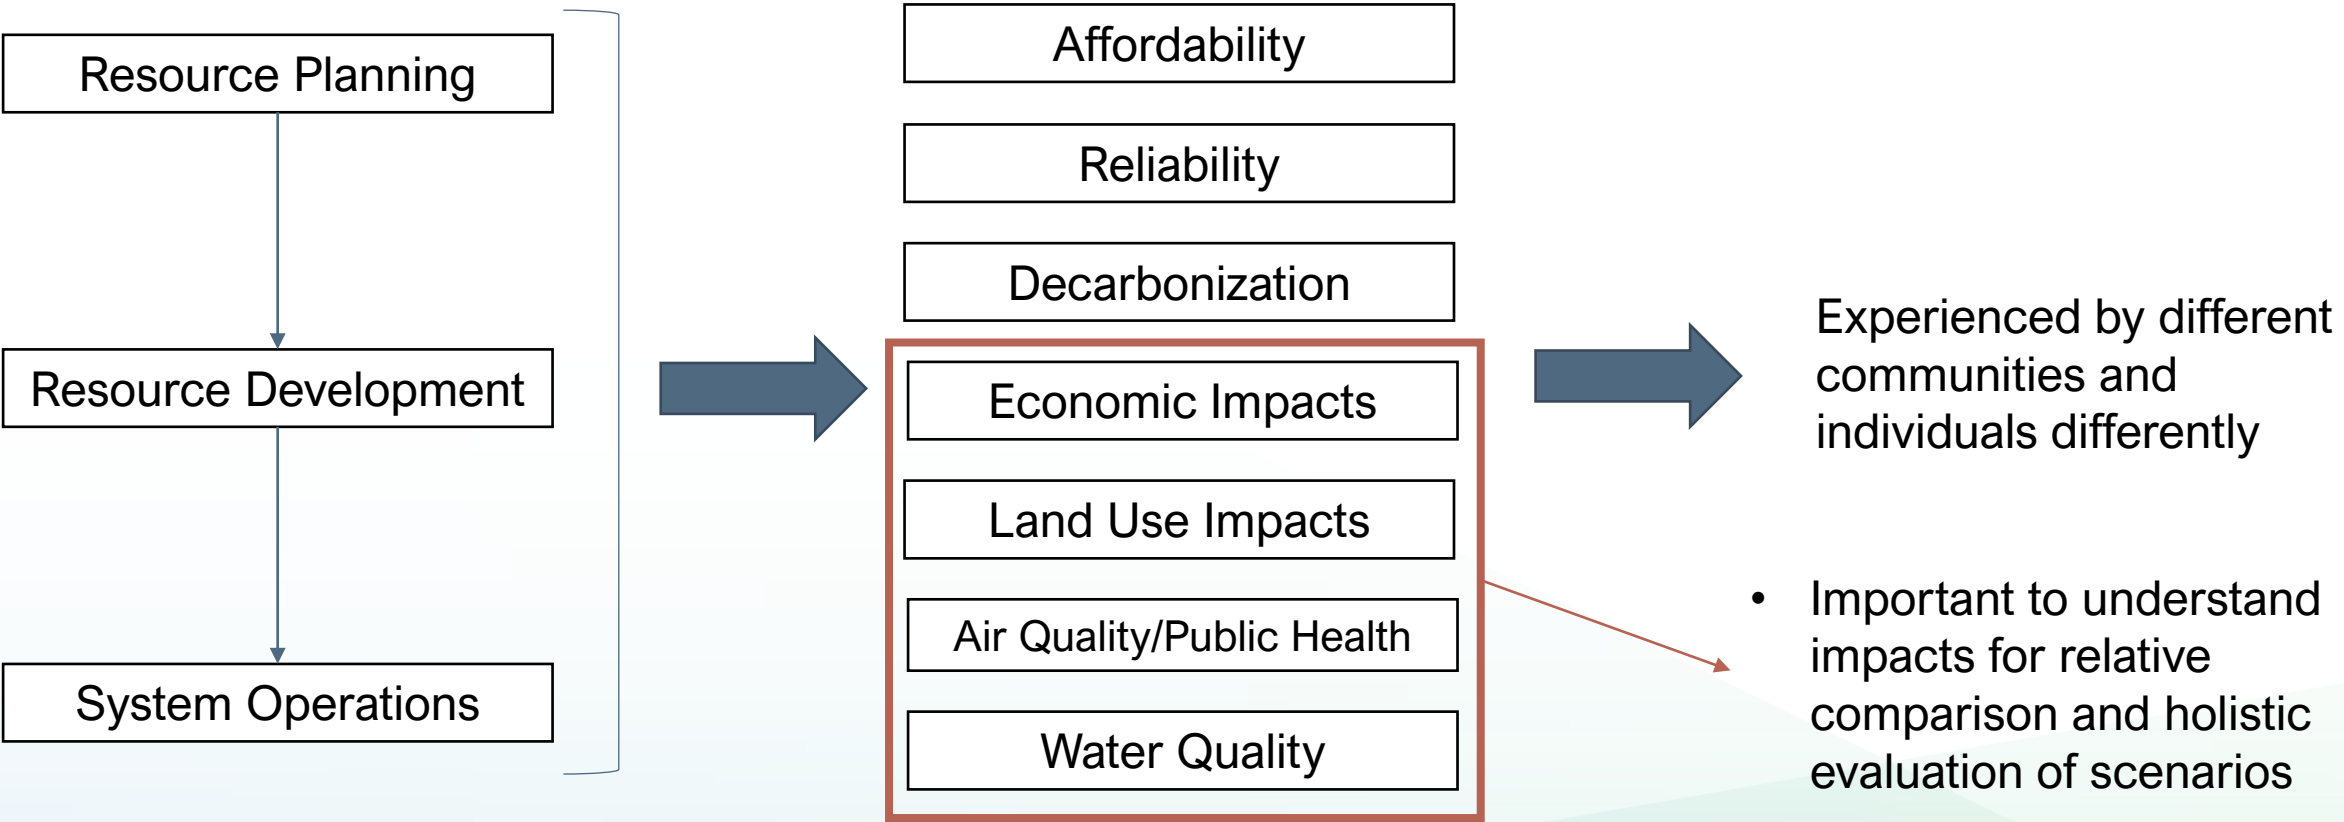 Resource Planning
Resource Development
System Operations
Affordability
Reliability
Decarbonization
Economic Impacts
Land Use Impacts
Air Quality/Public Health
Water Quality
Experienced by different
communities and
individuals differently
• Important to understand
impacts for relative
comparison and holistic
evaluation of scenarios